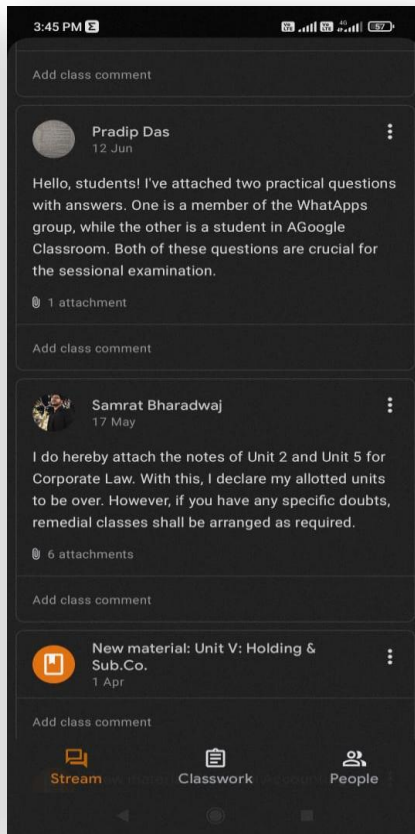 3:45 PM
57
Add class comment
Pradip Das
12 Jun
Hello, students! I've attached two practical questions
with answers. One is a member of the WhatApps
group, while the other is a student in AGoogle
Classroom. Both of these questions are crucial for
the sessional examination.
1 attachment
Add class comment
Samrat Bharadwaj
17 May
I do hereby attach the notes of Unit 2 and Unit 5 for
Corporate Law. With this, I declare my allotted units
to be over. However, if you have any specific doubts,
remedial classes shall be arranged as required.
6 attachments
Add class comment
New material: Unit V: Holding &
Sub.Co.
1 Apr
Add class comment
Stream Classwork People